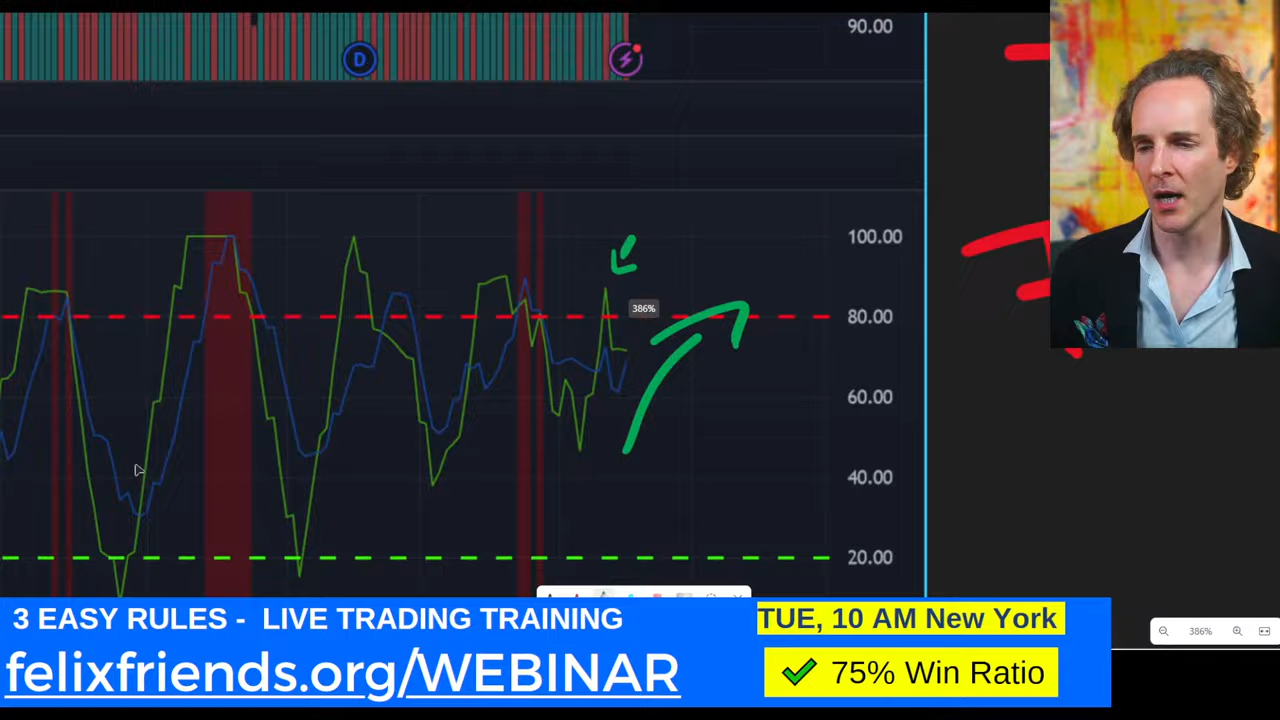 90.00
D
100.00
386%
80.00
60.00
40.00
20.00
3 EASY RULES - LIVE TRADING TRAINING
TUE, 10 AM New York
felixfriends.org/WEBINAR
75% Win Ratio
386%